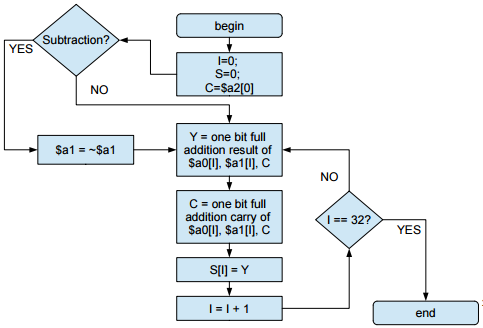 begin
Subtraction?
YES
NO
I=0;
S=0;
C=$a2[0]
$a1 = ~$a1
Y = one bit full
addition result of
$a0[I], $a1[I], C
C = one bit full
addition carry of
$a0[I], $a1[I], C
S[I] = Y
I = I + 1
NO
I == 32?
YES
end